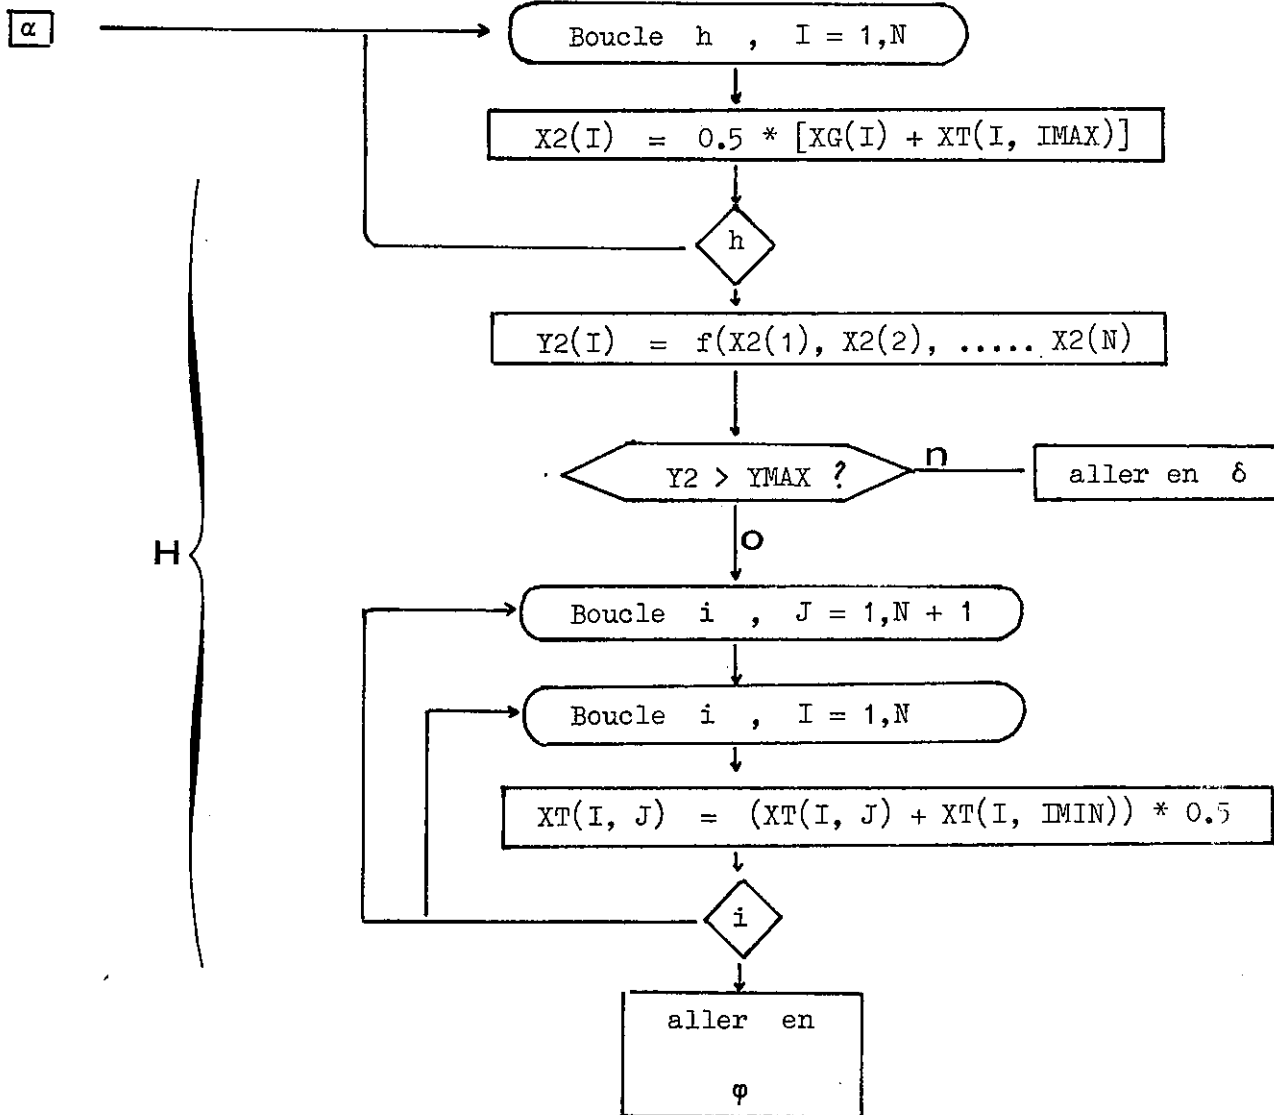 α
Boucle h , I = 1,N
X2(I) = 0.5 * [XG(I) + XT(I, IMAX)]
h
Y2(I) = f(X2(1), X2(2), ..... X2(N)
Y2 > YMAX ?
n
aller en δ
H
o
Boucle i , J = 1,N + 1
Boucle i , I = 1,N
XT(I, J) = (XT(I, J) + XT(I, IMIN)) * 0.5
i
aller en
φ